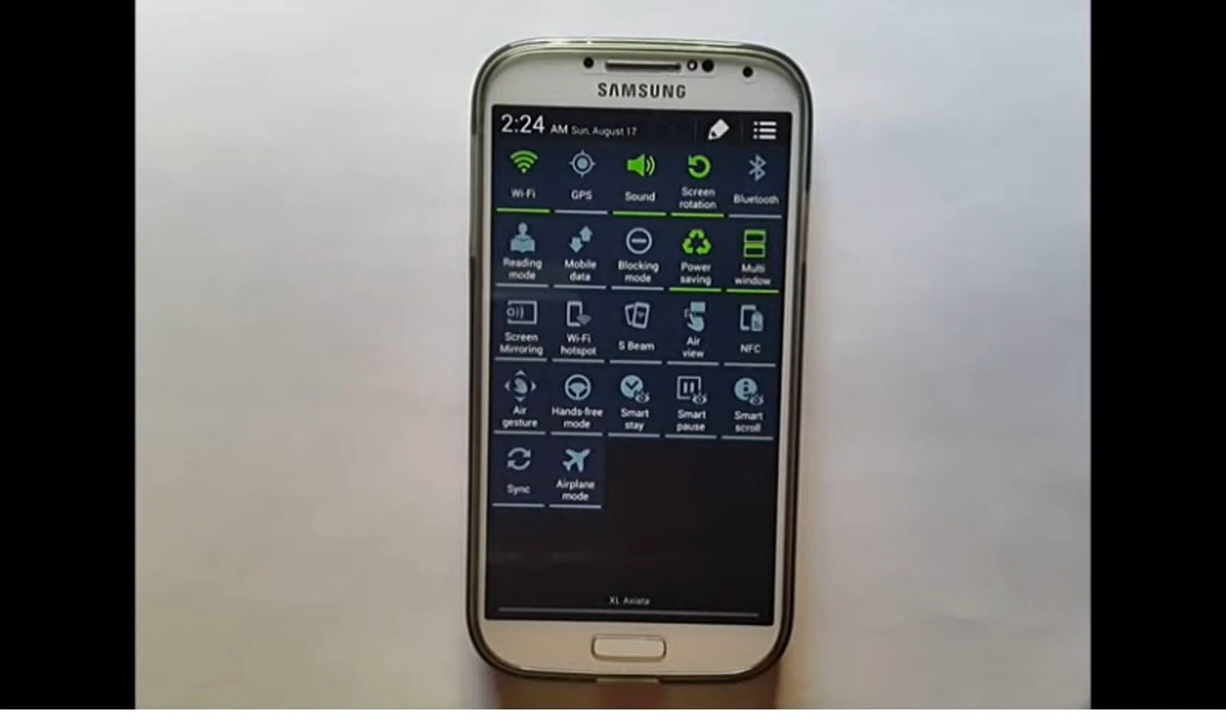 SAMSUNG
2:24 AM Sun, August 17
Wi-Fi
GPS
Sound
Screen
rotation
Bluetooth
Reading
mode
Mobile
data
Blocking
mode
Power
saving
Multi
window
Screen
Mirroring
Wi-Fi
hotspot
S Beam
Air
view
NFC
Air
gesture
Hands-free
mode
Smart
stay
Smart
pause
Smart
scroll
Sync
Airplane
mode
XL Axiata